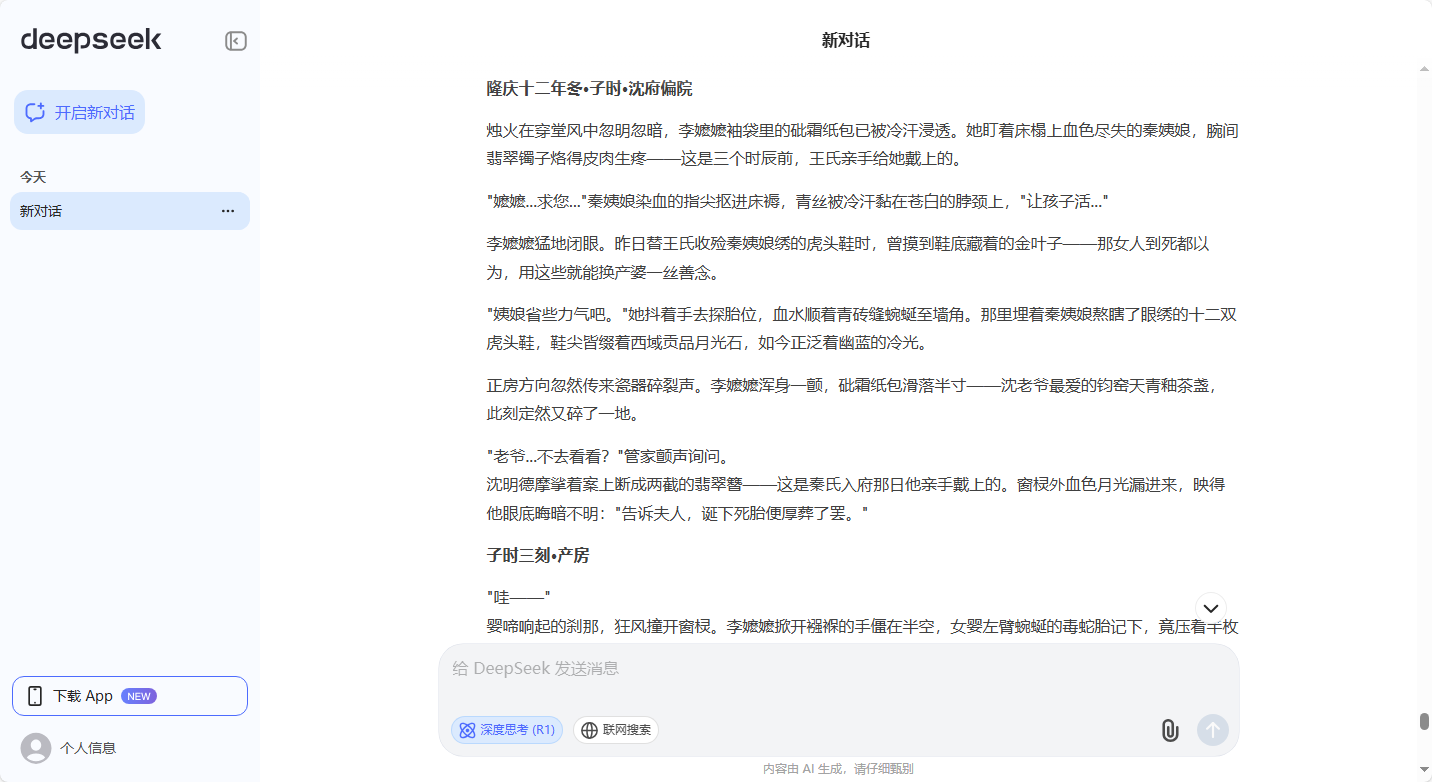 deepseek
开启新对话
今天
新对话
下载 App NEW
个人信息
新对话
隆庆十二年冬•子时•沈府偏院
烛火在穿堂风中忽明忽暗，李嬷嬷袖袋里的砒霜纸包已被冷汗浸透。她盯着床榻上血色尽失的秦姨娘，腕间
翡翠镯子烙得皮肉生疼——这是三个时辰前，王氏亲手给她戴上的。
"嬷嬷...求您..."秦姨娘染血的指尖抠进床褥，青丝被冷汗黏在苍白的脖颈上，"让孩子活..."
李嬷嬷猛地闭眼。昨日替王氏收殓秦姨娘绣的虎头鞋时，曾摸到鞋底藏着的金叶子——那女人到死都以
为，用这些就能换产婆一丝善念。
"姨娘省些力气吧。"她抖着手去探胎位，血水顺着青砖缝蜿蜒至墙角。那里埋着秦姨娘熬瞎了眼绣的十二双
虎头鞋，鞋尖皆缀着西域贡品月光石，如今正泛着幽蓝的冷光。
正房方向忽然传来瓷器碎裂声。李嬷嬷浑身一颤，砒霜纸包滑落半寸——沈老爷最爱的钧窑天青釉茶盏，
此刻定然又碎了一地。
"老爷...不去看看？"管家颤声询问。
沈明德摩挲着案上断成两截的翡翠簪——这是秦氏入府那日他亲手戴上的。窗棂外血色月光漏进来，映得
他眼底晦暗不明："告诉夫人，诞下死胎便厚葬了罢。"
子时三刻•产房
"哇——"
婴啼响起的刹那，狂风撞开窗棂。李嬷嬷掀开襁褓的手僵在半空，女婴左臂蜿蜒的毒蛇胎记下，竟压着半枚
给 DeepSeek 发送消息
深度思考 (R1)
联网搜索
内容由 AI 生成，请仔细甄别